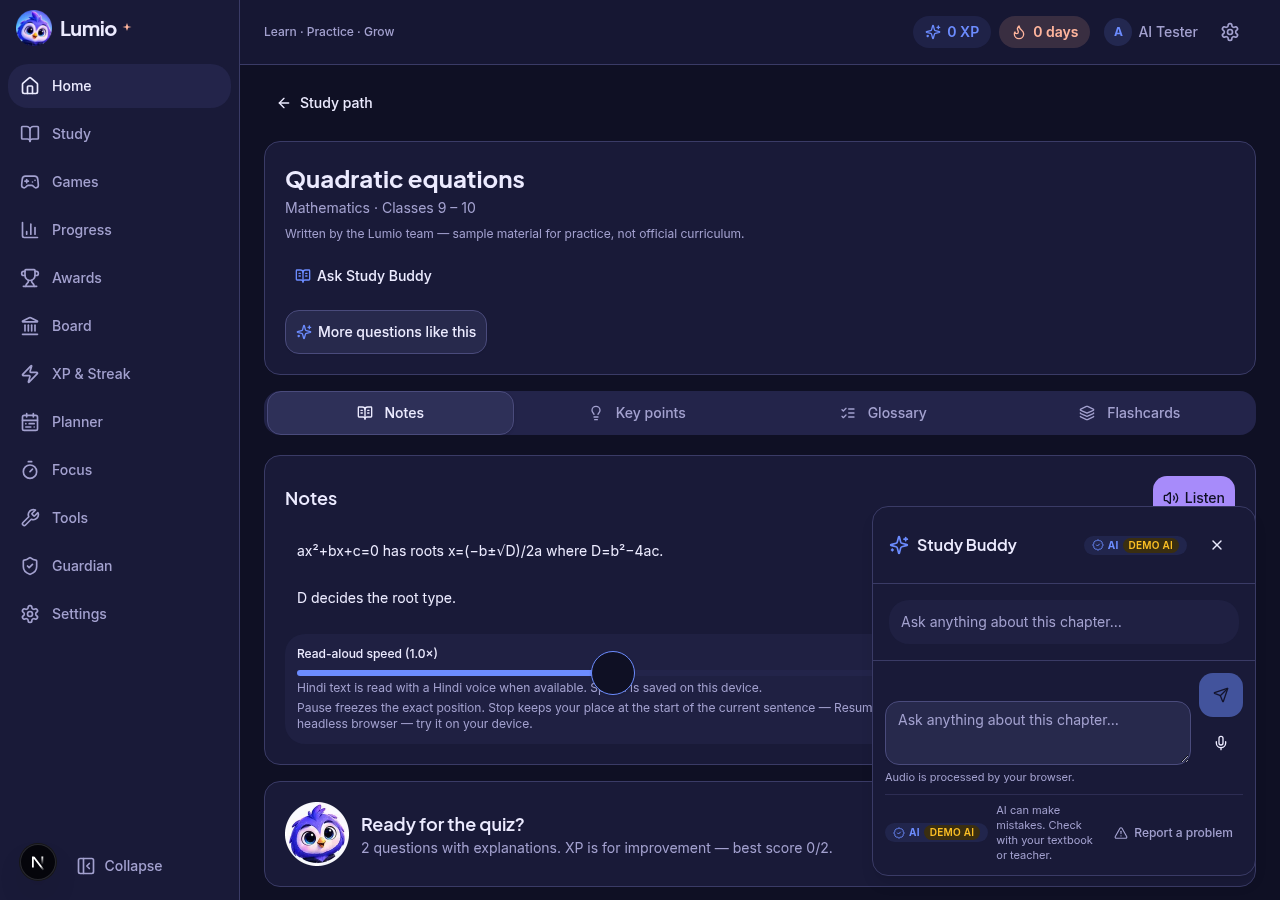 Lumio
Learn · Practice · Grow
0 XP
0 days
A
AI Tester
Home
Study
Games
Progress
Awards
Board
XP & Streak
Planner
Focus
Tools
Guardian
Settings
N
Collapse
Study path
Quadratic equations
Mathematics · Classes 9 – 10
Written by the Lumio team — sample material for practice, not official curriculum.
Ask Study Buddy
More questions like this
Notes
Key points
Glossary
Flashcards
Notes
Listen
ax²+bx+c=0 has roots x=(−b±√D)/2a where D=b²−4ac.
D decides the root type.
Read-aloud speed (1.0×)
Hindi text is read with a Hindi voice when available. is saved on this device.
Pause freezes the exact position. Stop keeps your place at the start of the current sentence — Resum
headless browser — try it on your device.
Ready for the quiz?
2 questions with explanations. XP is for improvement — best score 0/2.
Study Buddy
AI
DEMO AI
Ask anything about this chapter...
Ask anything about this chapter...
Audio is processed by your browser.
AI
DEMO AI
AI can make
mistakes. Check
with your textbook
or teacher.
Report a problem